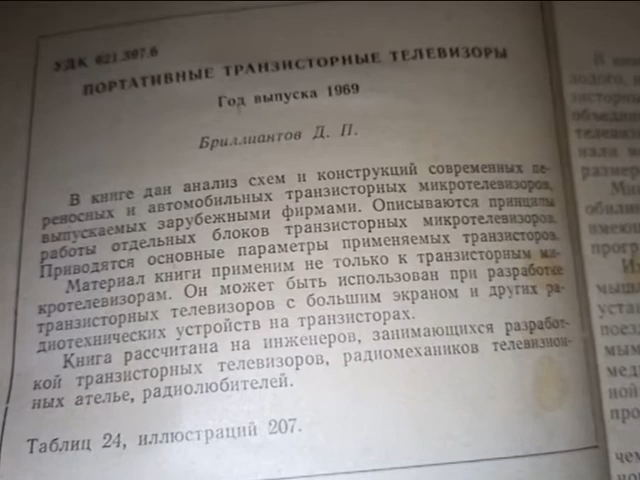 УДК 621.397.6
ПОРТАТИВНЫЕ ТРАНЗИСТОРНЫЕ ТЕЛЕВИЗОРЫ
Год выпуска 1969
Бриллиантов Д. П.
В книге дан анализ схем и конструкций современных пе-
реносных и автомобильных транзисторных микротелевизоров,
выпускаемых зарубежными фирмами. Описываются принципы
работы отдельных блоков транзисторных микротелевизоров.
Приводятся основные параметры применяемых транзисторов.
Материал книги применим не только к транзисторным ми-
кротелевизорам. Он может быть использован при разработке
транзисторных телевизоров с большим экраном и других ра-
диотехнических устройств на транзисторах.
Книга рассчитана на инженеров, занимающихся разработ-
кой транзисторных телевизоров, радиомехаников телевизион-
ных ателье, радиолюбителей.
Таблиц 24, иллюстраций 207.